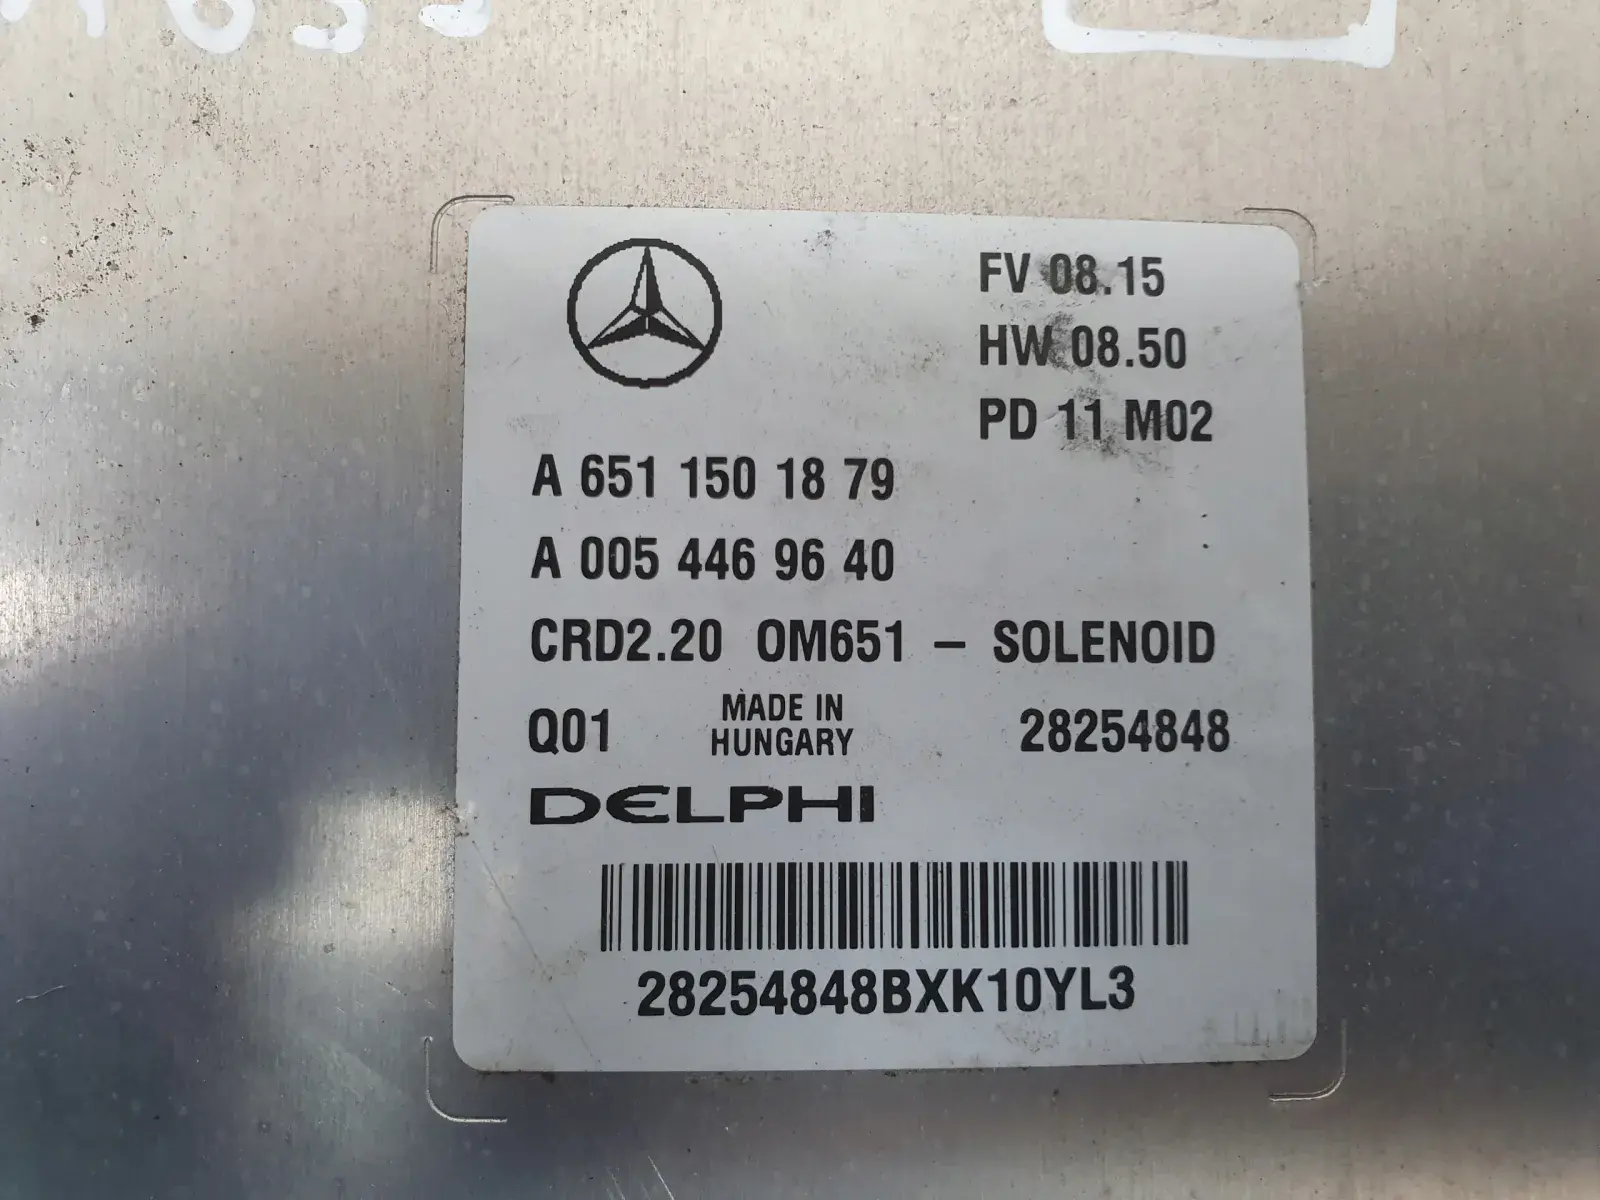 FV 08.15
HW 08.50
PD 11 M02
A 651 150 18 79
A 005 446 96 40
CRD2.20 OM651 – SOLENOID
Q01 MADE IN HUNGARY 28254848
DELPHI
28254848BXK10YL3